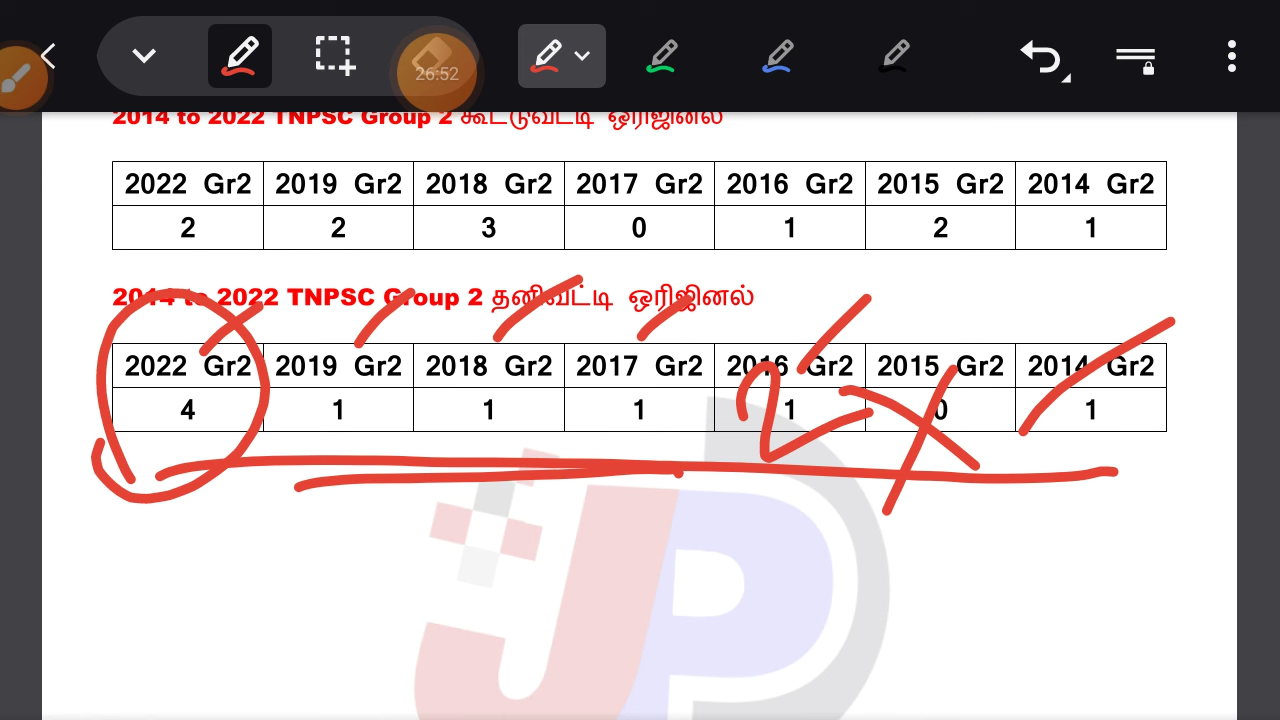 26:52
2014 to 2022 TNPSC Group 2 கூட்டுவட்டி ஒரிஜினல்
2022 Gr2 2019 Gr2 2018 Gr2 2017 Gr2 2016 Gr2 2015 Gr2 2014 Gr2
2 2 3 0 1 2 1
2014 to 2022 TNPSC Group 2 தனிவட்டி ஒரிஜினல்
2022 Gr2 2019 Gr2 2018 Gr2 2017 Gr2 2016 Gr2 2015 Gr2 2014 Gr2
4 1 1 1 1 0 1
2
JP